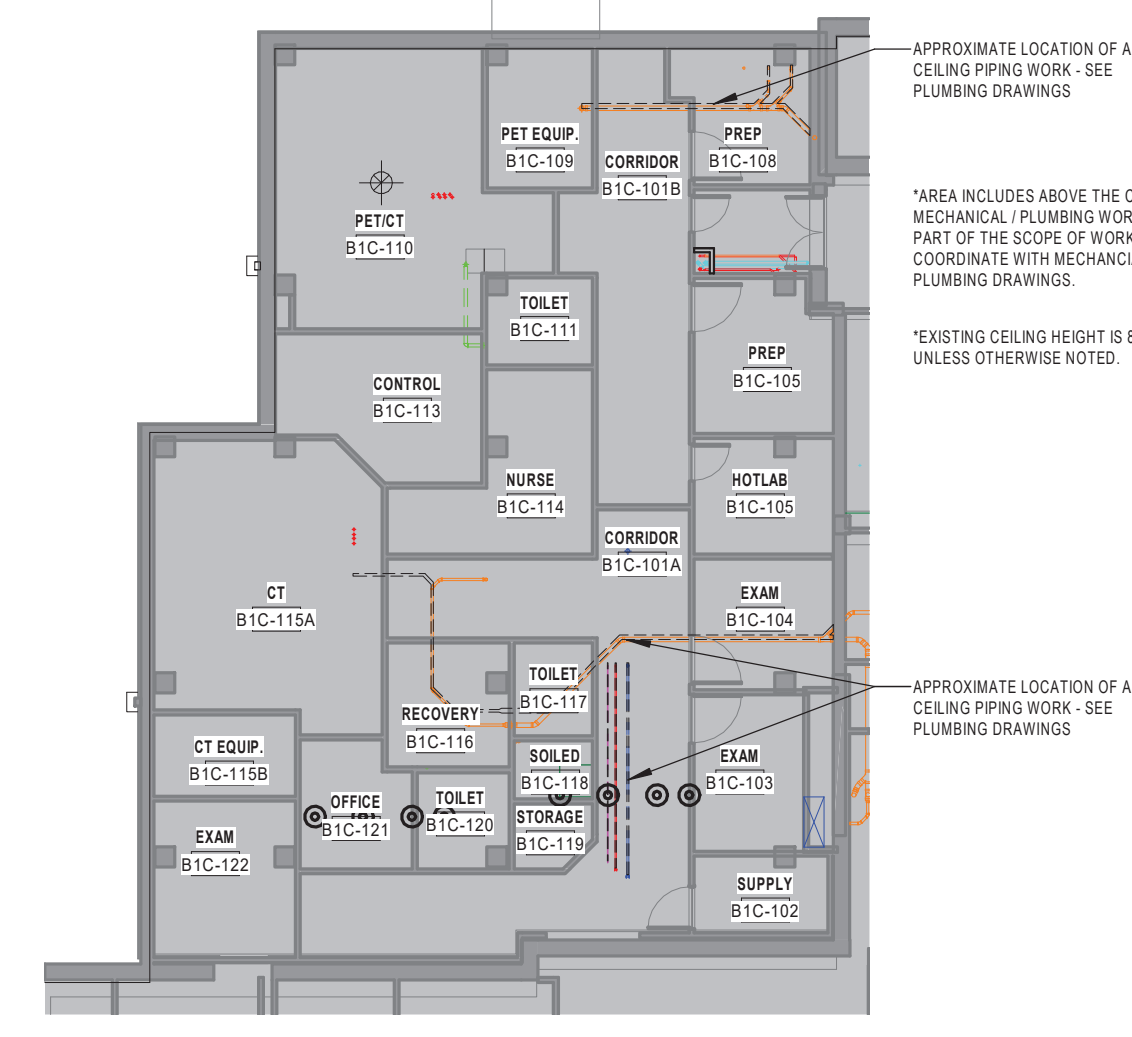 APPROXIMATE LOCATION OF A
CEILING PIPING WORK - SEE
PLUMBING DRAWINGS
PET EQUIP.
B1C-109
CORRIDOR
B1C-101B
PREP
B1C-108
*AREA INCLUDES ABOVE THE C
MECHANICAL / PLUMBING WOR
PART OF THE SCOPE OF WORK
COORDINATE WITH MECHANCIA
PLUMBING DRAWINGS.
PET/CT
B1C-110
TOILET
B1C-111
*EXISTING CEILING HEIGHT IS 8
UNLESS OTHERWISE NOTED.
PREP
B1C-105
CONTROL
B1C-113
NURSE
B1C-114
HOTLAB
B1C-105
CORRIDOR
B1C-101A
CT
B1C-115A
EXAM
B1C-104
TOILET
B1C-117
APPROXIMATE LOCATION OF A
CEILING PIPING WORK - SEE
PLUMBING DRAWINGS
RECOVERY
B1C-116
CT EQUIP.
B1C-115B
SOILED
B1C-118
EXAM
B1C-103
OFFICE
B1C-121
TOILET
B1C-120
STORAGE
B1C-119
EXAM
B1C-122
SUPPLY
B1C-102